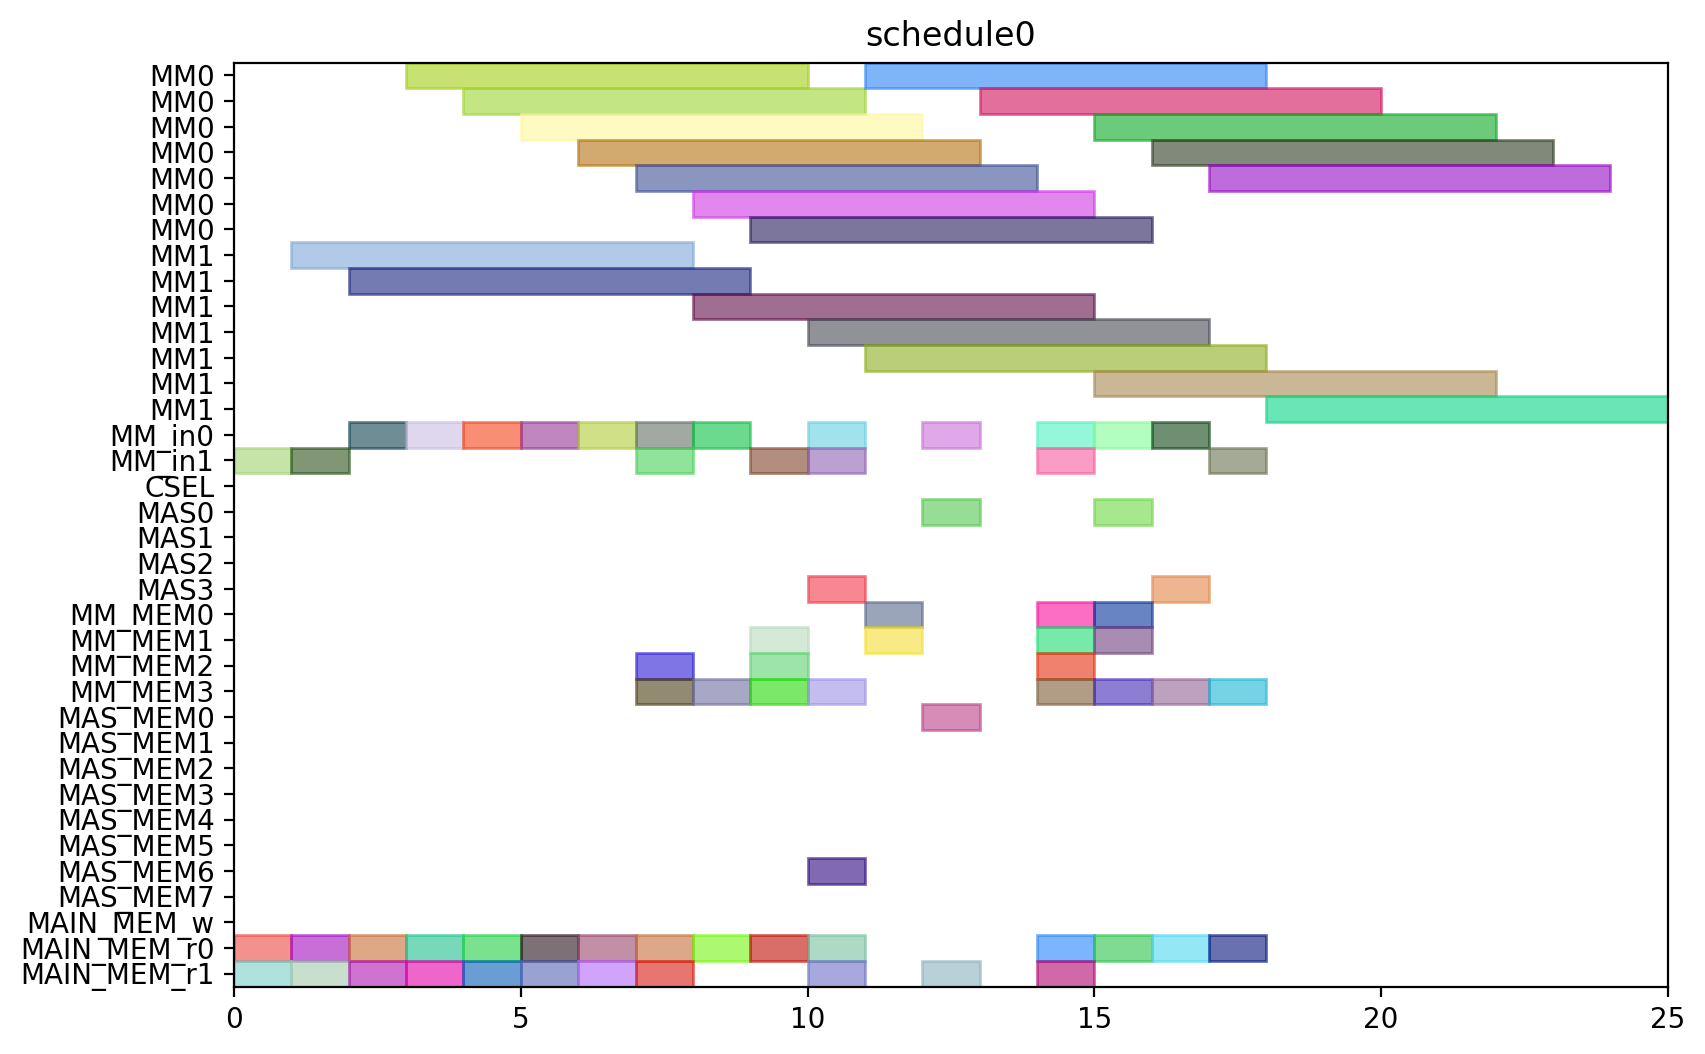 schedule0
MM0
MM0
MM0
MM0
MM0
MM0
MM0
MM1
MM1
MM1
MM1
MM1
MM1
MM1
MM_in0
MM_in1
CSEL
MAS0
MAS1
MAS2
MAS3
MM_MEM0
MM_MEM1
MM_MEM2
MM_MEM3
MAS_MEM0
MAS_MEM1
MAS_MEM2
MAS_MEM3
MAS_MEM4
MAS_MEM5
MAS_MEM6
MAS_MEM7
MAIN_MEM_w
MAIN_MEM_r0
MAIN_MEM_r1
0 5 10 15 20 25